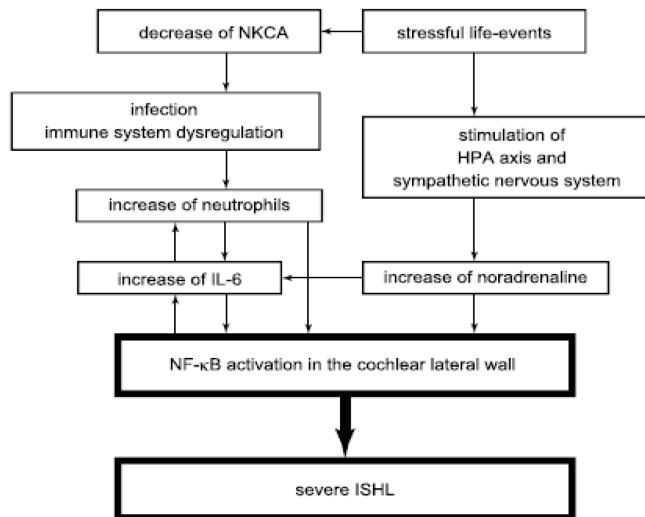 decrease of NKCA
stressful life-events
infection
immune system dysregulation
stimulation of
HPA axis and
sympathetic nervous system
increase of neutrophils
increase of IL-6
increase of noradrenaline
NF-κB activation in the cochlear lateral wall
severe ISHL